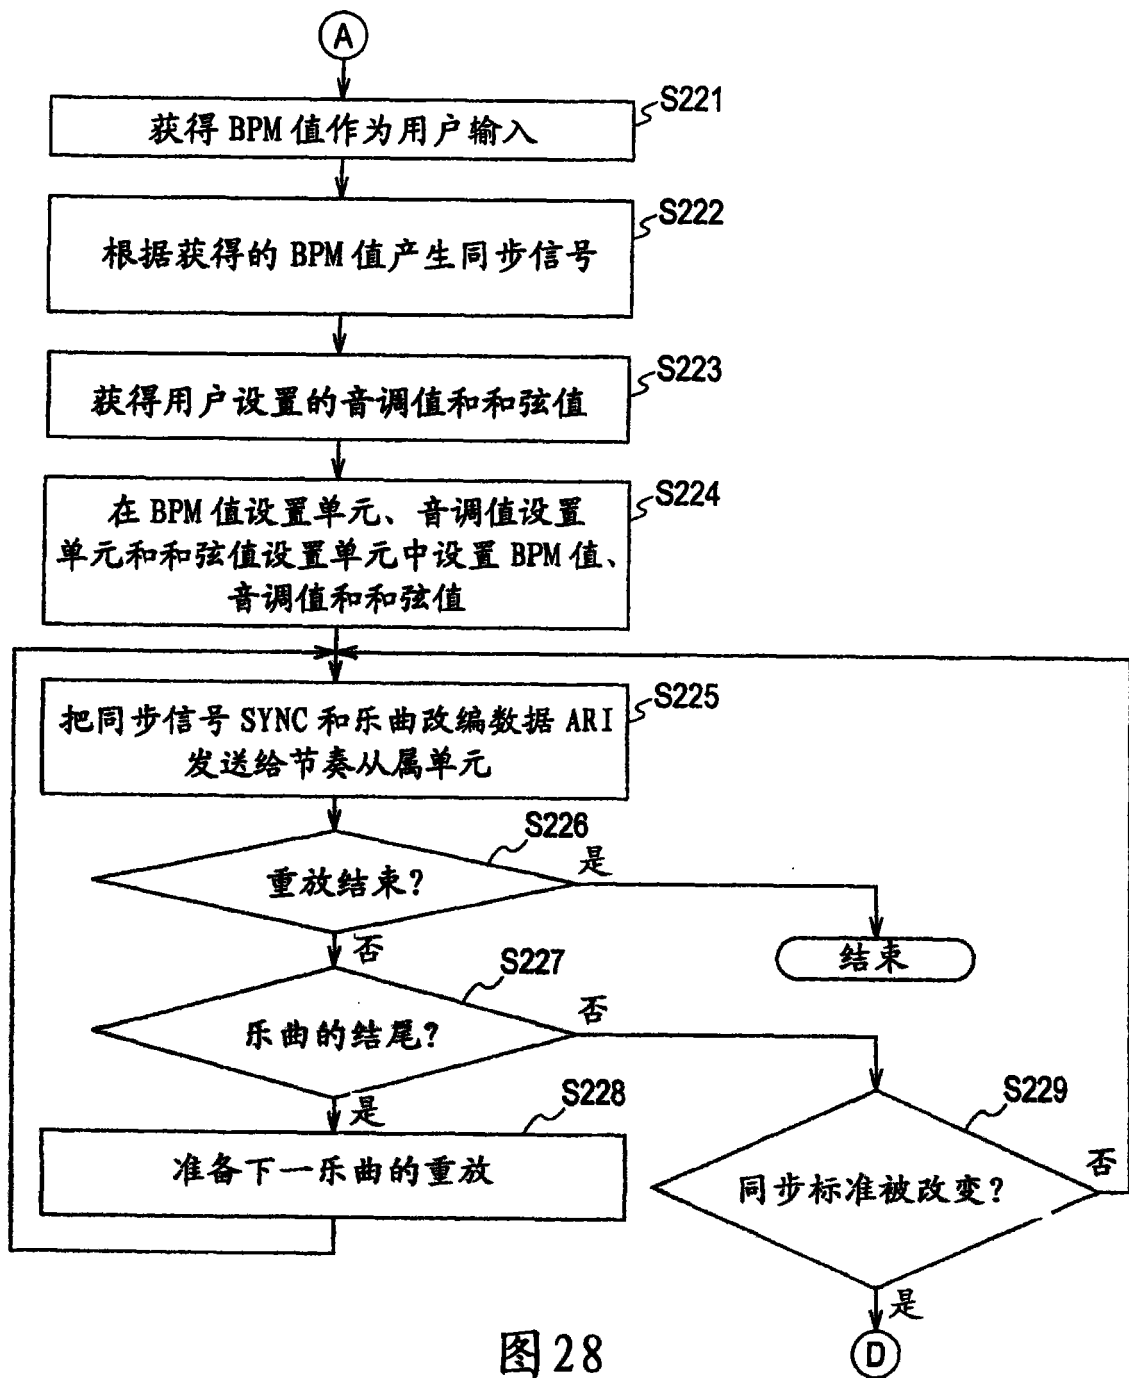 A
S221
获得 BPM 值作为用户输入
S222
根据获得的 BPM 值产生同步信号
S223
获得用户设置的音调值和和弦值
S224
在 BPM 值设置单元、音调值设置
单元和和弦值设置单元中设置 BPM 值、
音调值和和弦值
S225
把同步信号 SYNC 和乐曲改编数据 ARI
发送给节奏从属单元
S226
重放结束?
是
否
结束
S227
乐曲的结尾?
否
是
S228
准备下一乐曲的重放
S229
同步标准被改变?
否
是
D
图28